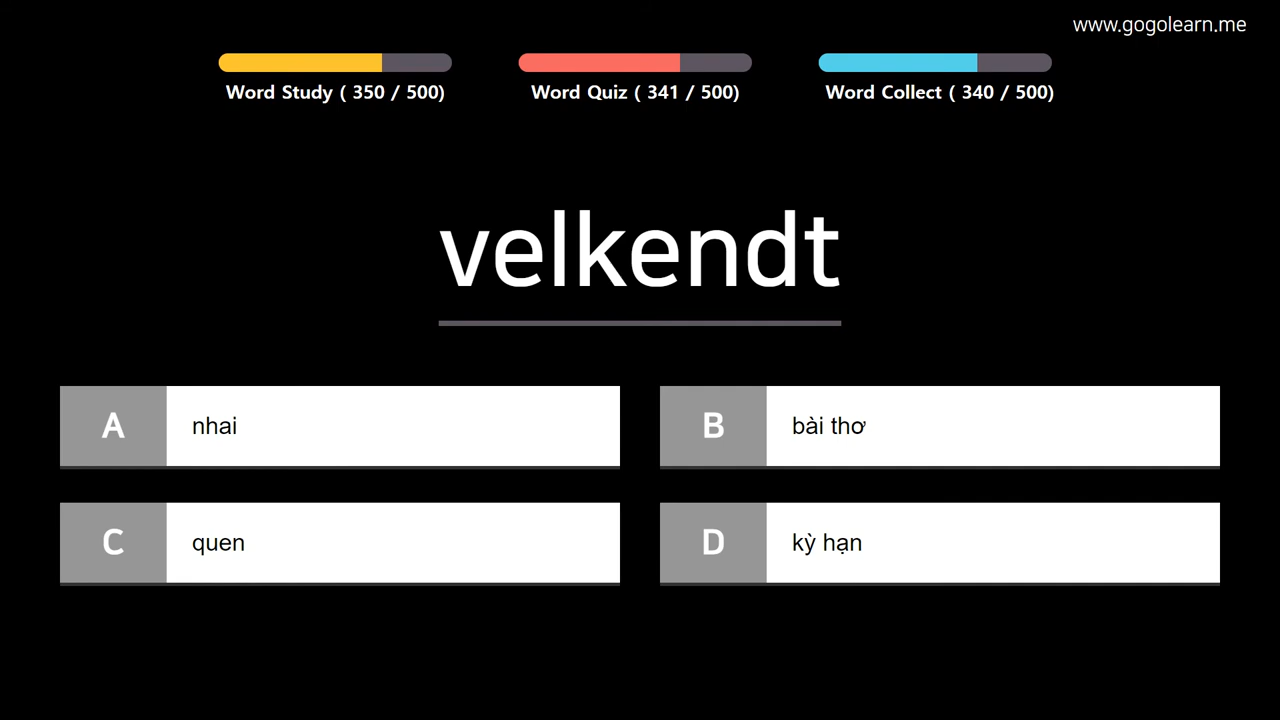 www.gogolearn.me
Word Study ( 350 / 500)
Word Quiz ( 341 / 500)
Word Collect ( 340 / 500)
velkendt
A nhai
B bài thơ
C quen
D kỳ hạn